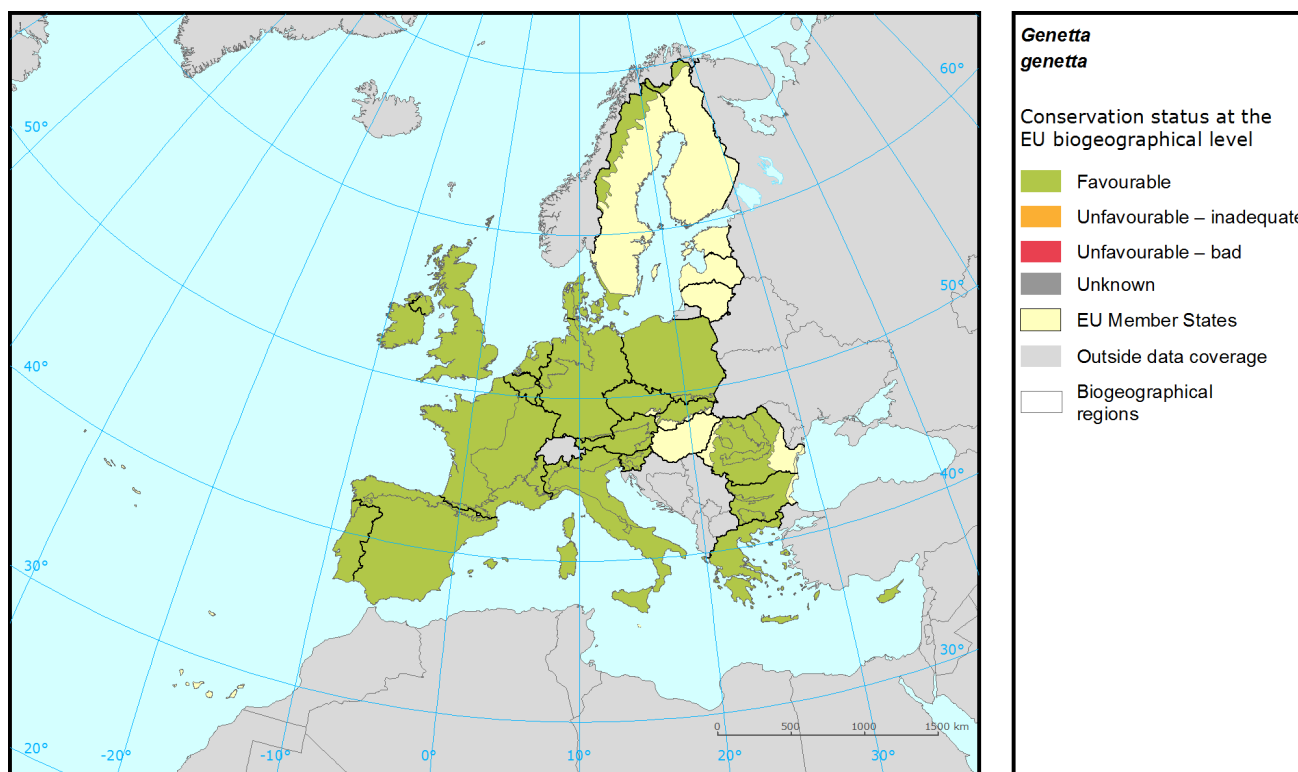 60°
50°
50°
40°
40°
30°
30°
20°
-20°
-10°
0°
10°
20°
30°
0 500 1000 1500 km
Genetta
genetta
Conservation status at the
EU biogeographical level
Favourable
Unfavourable – inadequate
Unfavourable – bad
Unknown
EU Member States
Outside data coverage
Biogeographical
regions